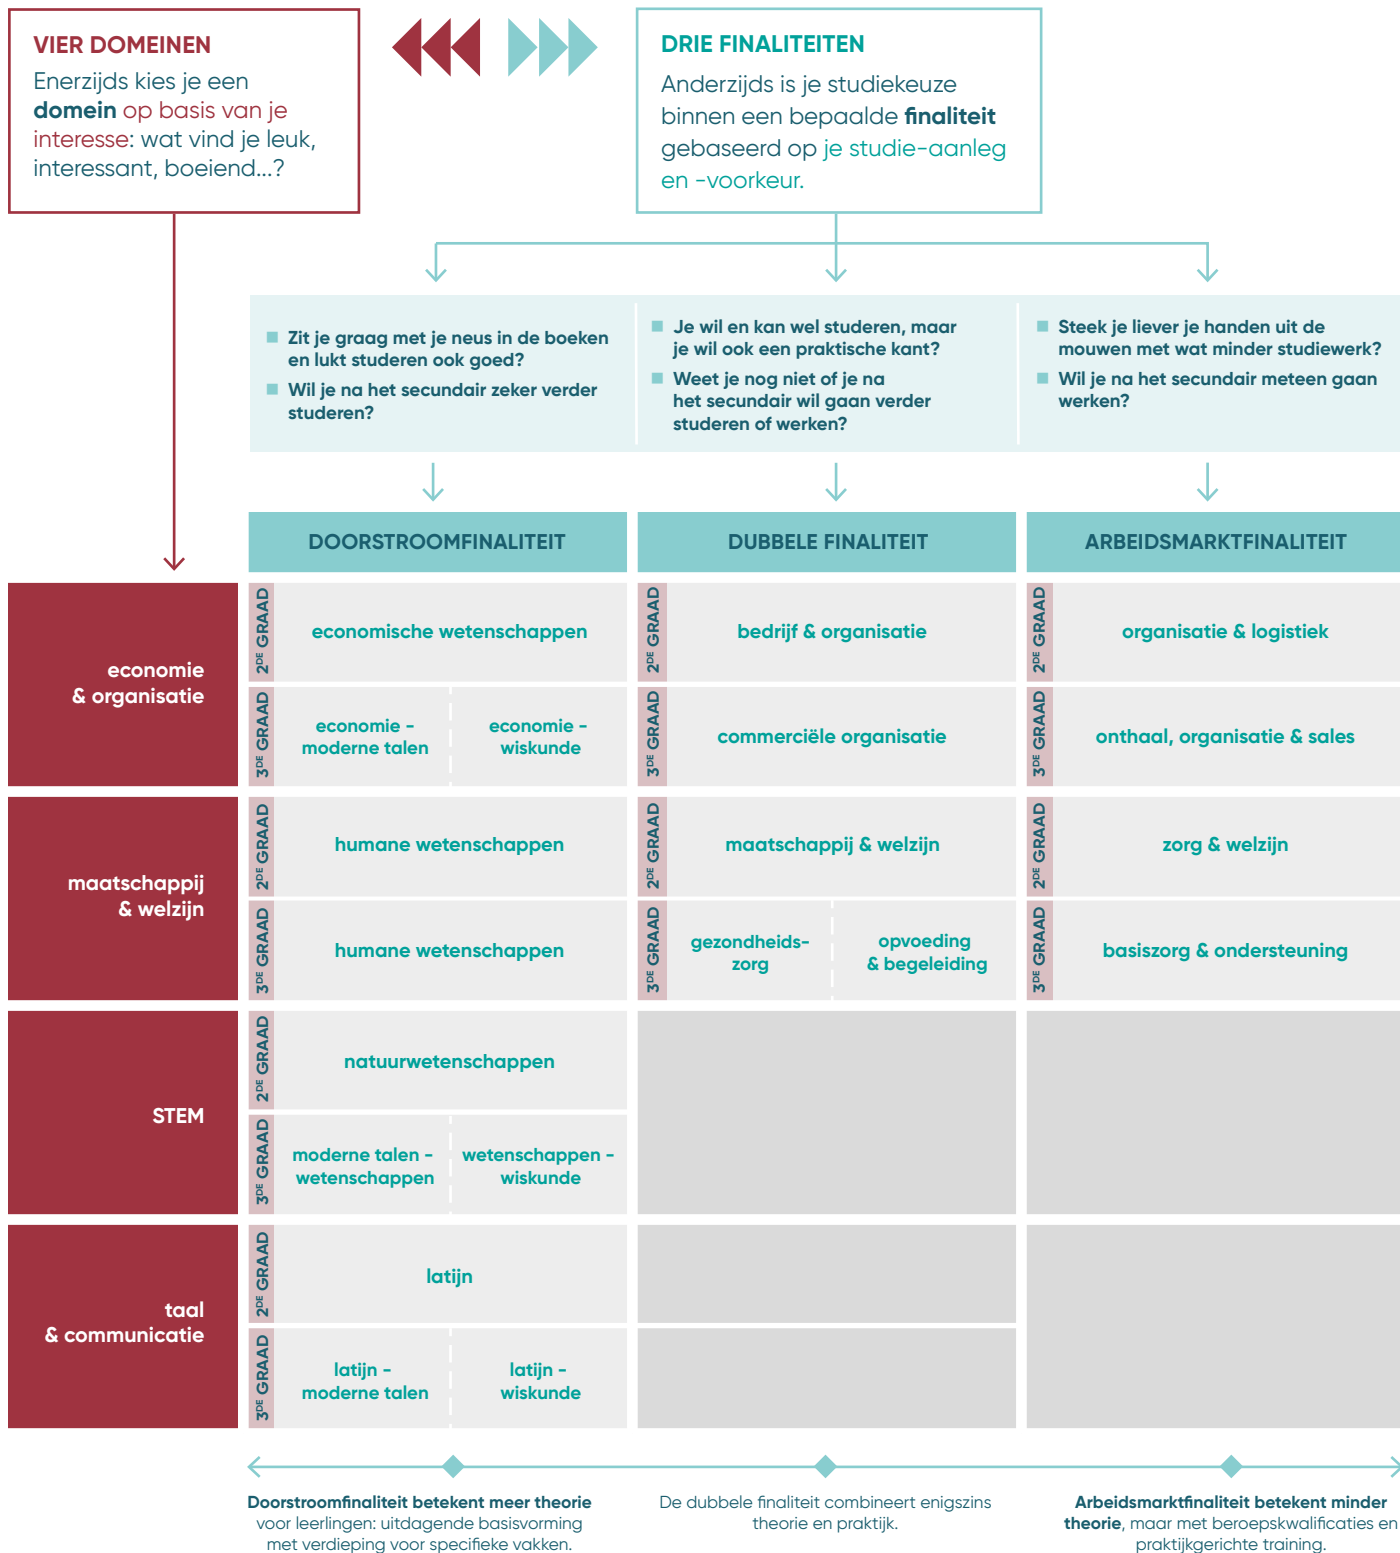 VIER DOMEINEN
Enerzijds kies je een
domein op basis van je
interesse: wat vind je leuk,
interessant, boeiend...?
DRIE FINALITEITEN
Anderzijds is je studiekeuze
binnen een bepaalde finaliteit
gebaseerd op je studie-aanleg
en -voorkeur.
Zit je graag met je neus in de boeken
en lukt studeren ook goed?
Wil je na het secundair zeker verder
studeren?
Je wil en kan wel studeren, maar
je wil ook een praktische kant?
Weet je nog niet of je na
het secundair wil gaan verder
studeren of werken?
Steek je liever je handen uit de
mouwen met wat minder studiewerk?
Wil je na het secundair meteen gaan
werken?
DOORSTROOMFINALITEIT
DUBBELE FINALITEIT
ARBEIDSMARKTFINALITEIT
economie
& organisatie
2DE GRAAD
economische wetenschappen
2DE GRAAD
bedrijf & organisatie
2DE GRAAD
organisatie & logistiek
3DE GRAAD
economie -
moderne talen
economie -
wiskunde
3DE GRAAD
commerciële organisatie
3DE GRAAD
onthaal, organisatie & sales
maatschappij
& welzijn
2DE GRAAD
humane wetenschappen
2DE GRAAD
maatschappij & welzijn
2DE GRAAD
zorg & welzijn
3DE GRAAD
humane wetenschappen
3DE GRAAD
gezondheids-
zorg
opvoeding
& begeleiding
3DE GRAAD
basiszorg & ondersteuning
STEM
2DE GRAAD
natuurwetenschappen
3DE GRAAD
moderne talen -
wetenschappen
wetenschappen -
wiskunde
taal
& communicatie
2DE GRAAD
latijn
3DE GRAAD
latijn -
moderne talen
latijn -
wiskunde
Doorstroomfinaliteit betekent meer theorie
voor leerlingen: uitdagende basisvorming
met verdieping voor specifieke vakken.
De dubbele finaliteit combineert enigszins
theorie en praktijk.
Arbeidsmarktfinaliteit betekent minder
theorie, maar met beroepskwalificaties en
praktijkgerichte training.